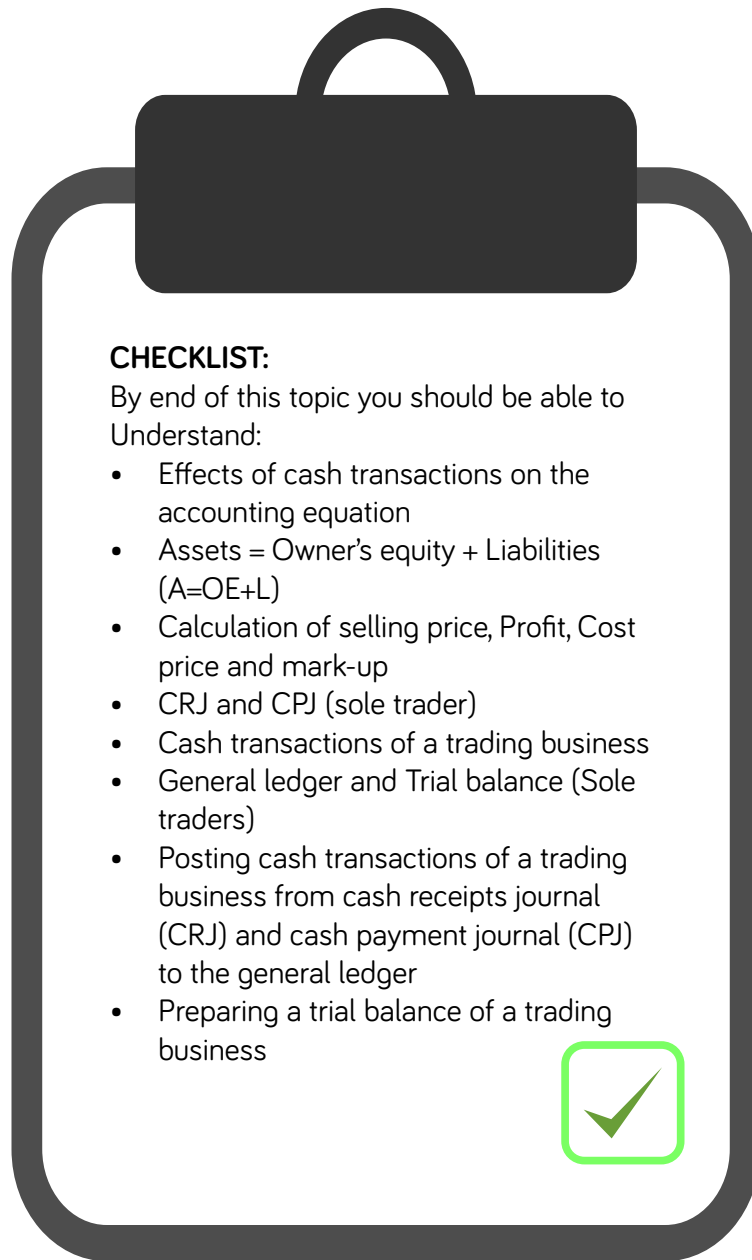 CHECKLIST:
By end of this topic you should be able to
Understand:
• Effects of cash transactions on the
accounting equation
• Assets = Owner’s equity + Liabilities
(A=OE+L)
• Calculation of selling price, Profit, Cost
price and mark-up
• CRJ and CPJ (sole trader)
• Cash transactions of a trading business
• General ledger and Trial balance (Sole
traders)
• Posting cash transactions of a trading
business from cash receipts journal
(CRJ) and cash payment journal (CPJ)
to the general ledger
• Preparing a trial balance of a trading
business